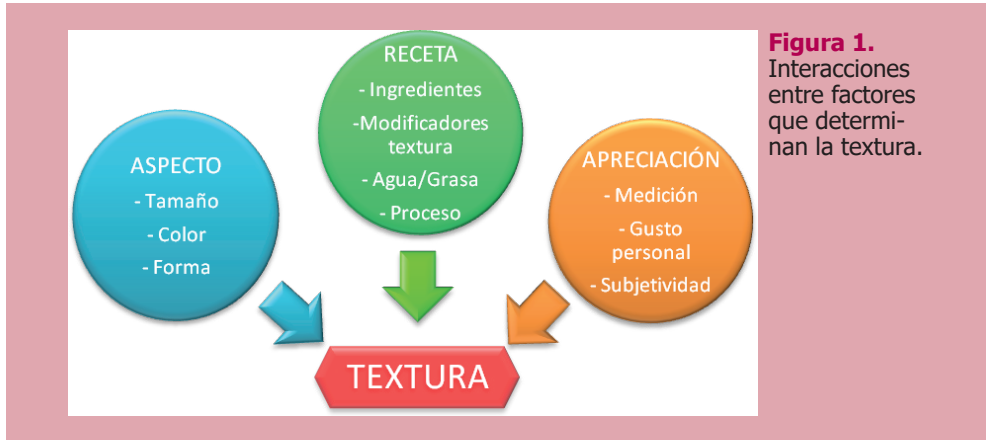 ASPECTO
- Tamaño
- Color
- Forma
RECETA
- Ingredientes
-Modificadores
textura
- Agua/Grasa
- Proceso
APRECIACIÓN
- Medición
- Gusto
personal
- Subjetividad
TEXTURA
Figura 1.
Interacciones
entre factores
que determi-
nan la textura.